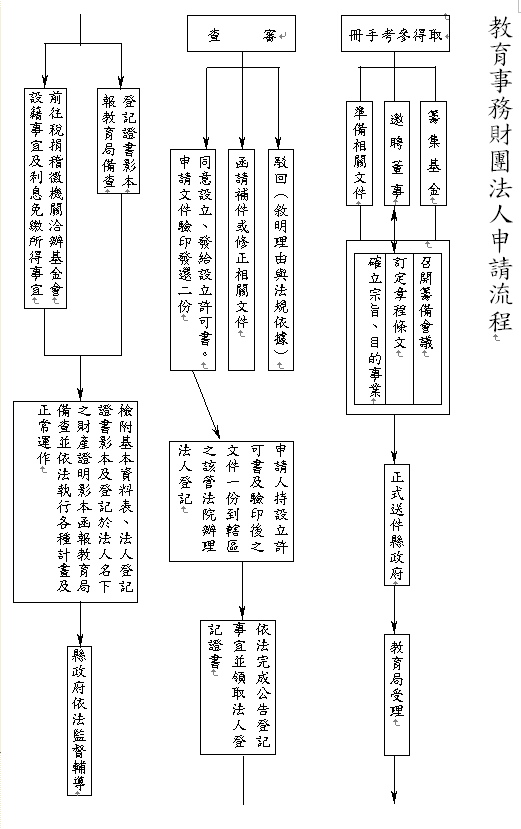 教育事務財團法人申請流程
取得參考手冊
籌集基金
邀聘董事
準備相關文件
召開籌備會議
訂定章程條文
確立宗旨、目的事業
正式送件縣政府
教育局受理
審查
駁回(敘明理由與法規依據)
函請補件或修正相關文件
同意設立、發給設立許可書。
申請文件驗印發還二份
申請人持設立許
可書及驗印後之
文件一份到轄區
之該管法院辦理
法人登記
依法完成公告登記
事宜並領取法人登
記證書
登記證書影本
報教育局備查
前往稅捐稽徵機關洽辦基金會
設籍事宜及利息免繳所得事宜
檢附基本資料表、法人登記
證書影本及登記於法人名下
之財產證明影本函報教育局
備查並依法執行各種計畫及
正常運作
縣政府依法監督輔導